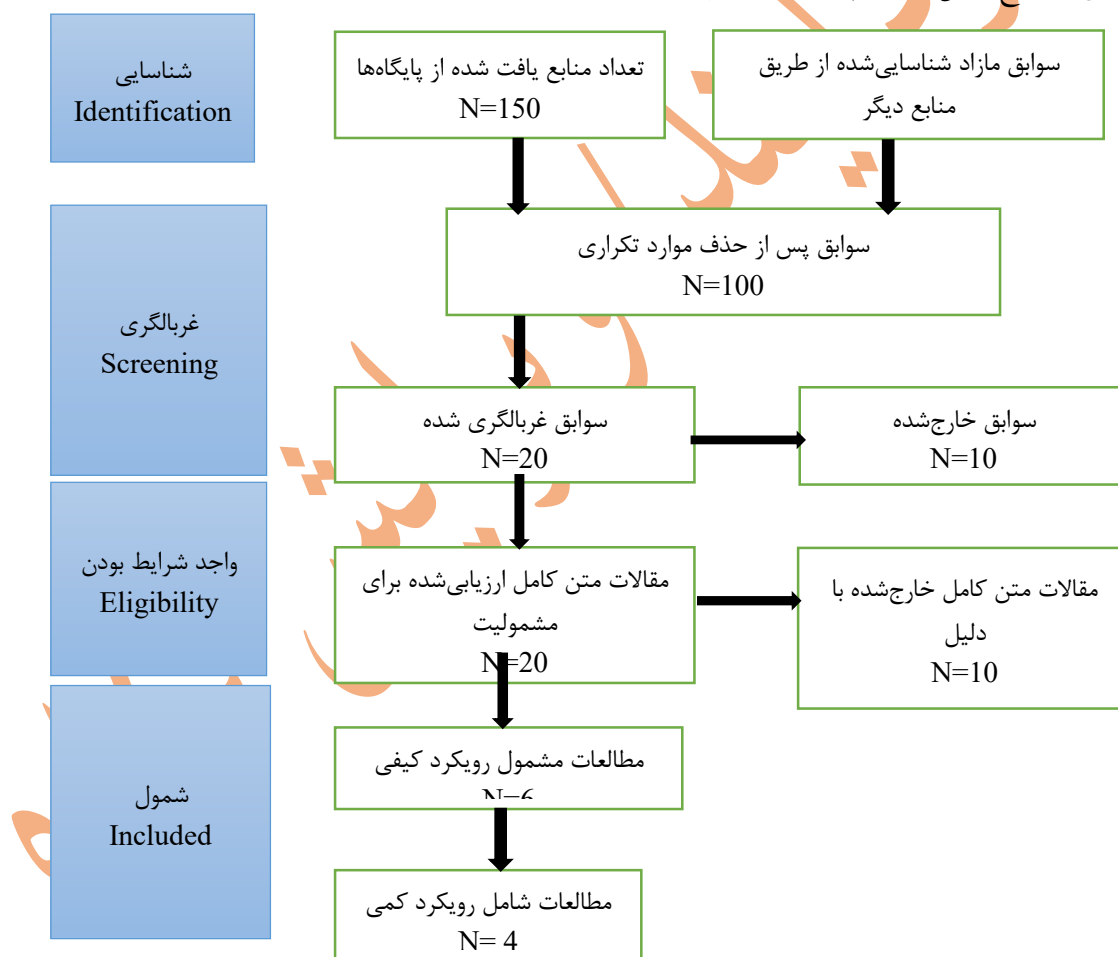 شناسایی
Identification
تعداد منابع یافت شده از پایگاه‌ها
N=150
سوابق مازاد شناسایی‌شده از طریق
منابع دیگر
سوابق پس از حذف موارد تکراری
N=100
غربالگری
Screening
سوابق غربالگری شده
N=20
سوابق خارج‌شده
N=10
واجد شرایط بودن
Eligibility
مقالات متن کامل ارزیابی‌شده برای
مشمولیت
N=20
مقالات متن کامل خارج‌شده با
دلیل
N=10
شمول
Included
مطالعات مشمول رویکرد کیفی
N=6
مطالعات شامل رویکرد کمی
N= 4